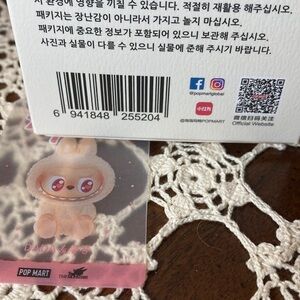 서 환경에 영향을 끼칠 수 있습니다. 적절히 재활용 해주십시오.
패키지는 장난감이 아니라서 가지고 놀지 마십시오.
패키지에 중요한 정보가 포함되어 있으니 보관해 주십시오.
사진과 실물이 다를 수 있으니 실물에 준해 주시기 바랍니다.
@popmartglobal
小红书
POPMART
Official Website
6 941848 255204
POP MART